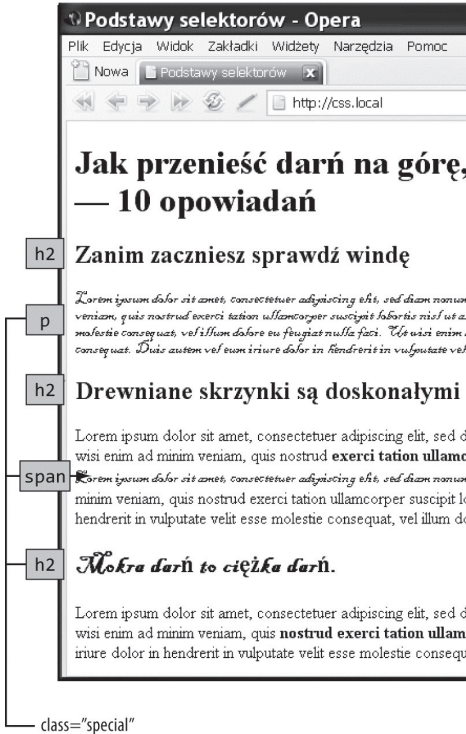 Podstawy selektorów - Opera
Plik Edycja Widok Zakładki Widżety Narzędzia Pomoc
Nowa Podstawy selektorów X
http://css.local
Jak przenieść darń na górę,
— 10 opowiadań
h2 Zanim zaczniesz sprawdź windę
Lorem ipsum dolor sit amet, consectetuer adipiscing elit, sed diam nonum
p veniam, quis nostrud exerci tation ullamcorper suscipit lobortis nisl ut a
molestie consequat, vel illum dolore eu feugiat nulla faci. Ut wisi enim
consequat. Duis autem vel eum iriure dolor in hendrerit in vulputate vel
h2 Drewniane skrzynki są doskonałymi
Lorem ipsum dolor sit amet, consectetuer adipiscing elit, sed d
wisi enim ad minim veniam, quis nostrud exerci tation ullamc
span Lorem ipsum dolor sit amet, consectetuer adipiscing elit, sed diam nonum
minim veniam, quis nostrud exerci tation ullamcorper suscipit l
hendrerit in vulputate velit esse molestie consequat, vel illum d
h2 Mokra darń to ciężka darń.
Lorem ipsum dolor sit amet, consectetuer adipiscing elit, sed d
wisi enim ad minim veniam, quis nostrud exerci tation ullam
iriure dolor in hendrerit in vulputate velit esse molestie consequ
class="special"